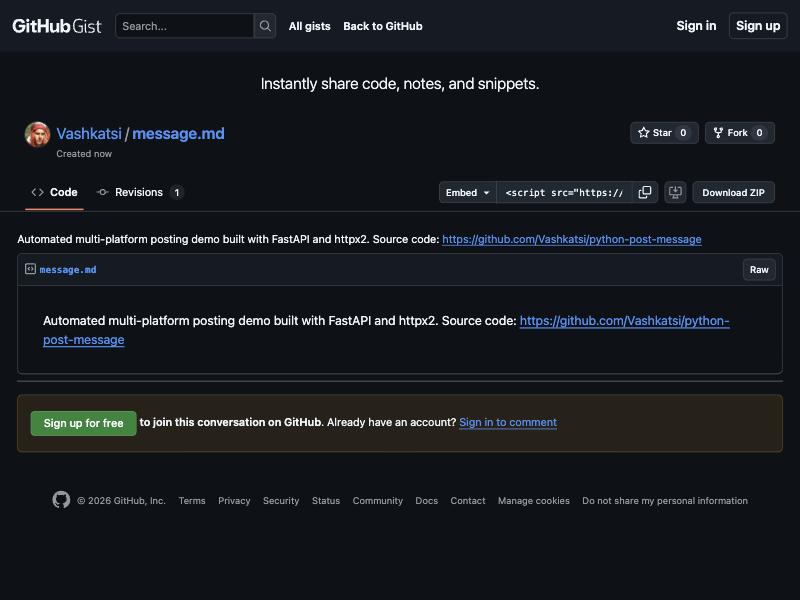 GitHub Gist Search... All gists Back to GitHub Sign in Sign up
Instantly share code, notes, and snippets.
Vashkatsi / message.md Star 0 Fork 0
Created now
Code Revisions 1 Embed <script src="https:// Download ZIP
Automated multi-platform posting demo built with FastAPI and httpx2. Source code: https://github.com/Vashkatsi/python-post-message
message.md Raw
Automated multi-platform posting demo built with FastAPI and httpx2. Source code: https://github.com/Vashkatsi/python-
post-message
Sign up for free to join this conversation on GitHub. Already have an account? Sign in to comment
© 2026 GitHub, Inc. Terms Privacy Security Status Community Docs Contact Manage cookies Do not share my personal information